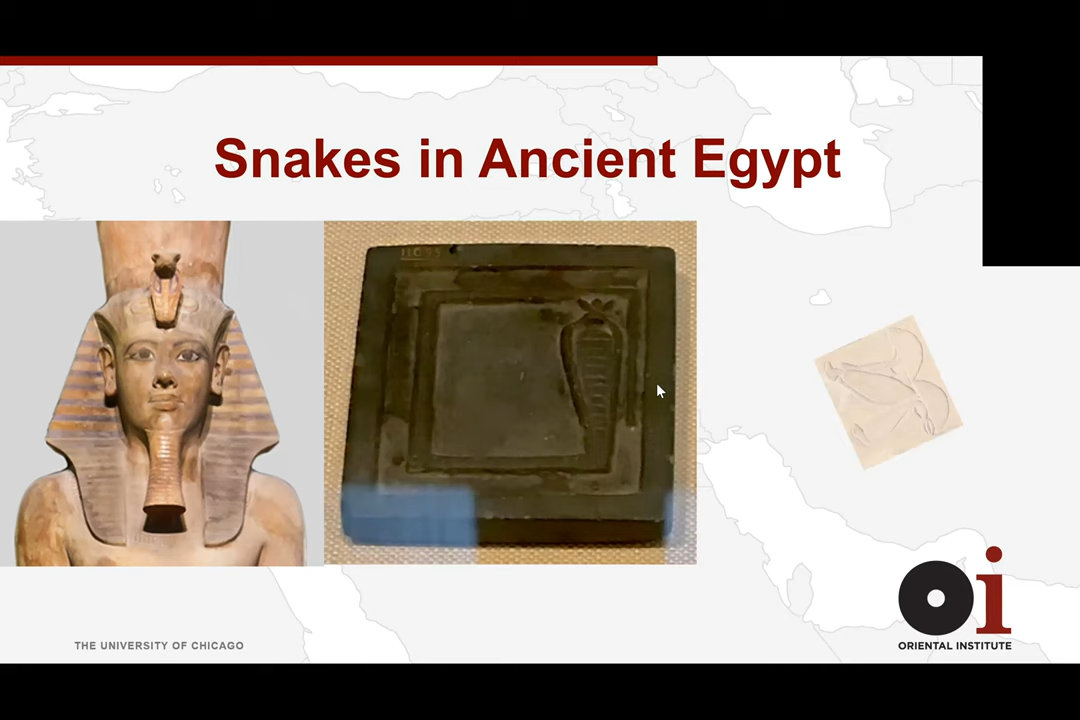 Snakes in Ancient Egypt
THE UNIVERSITY OF CHICAGO
oi
ORIENTAL INSTITUTE